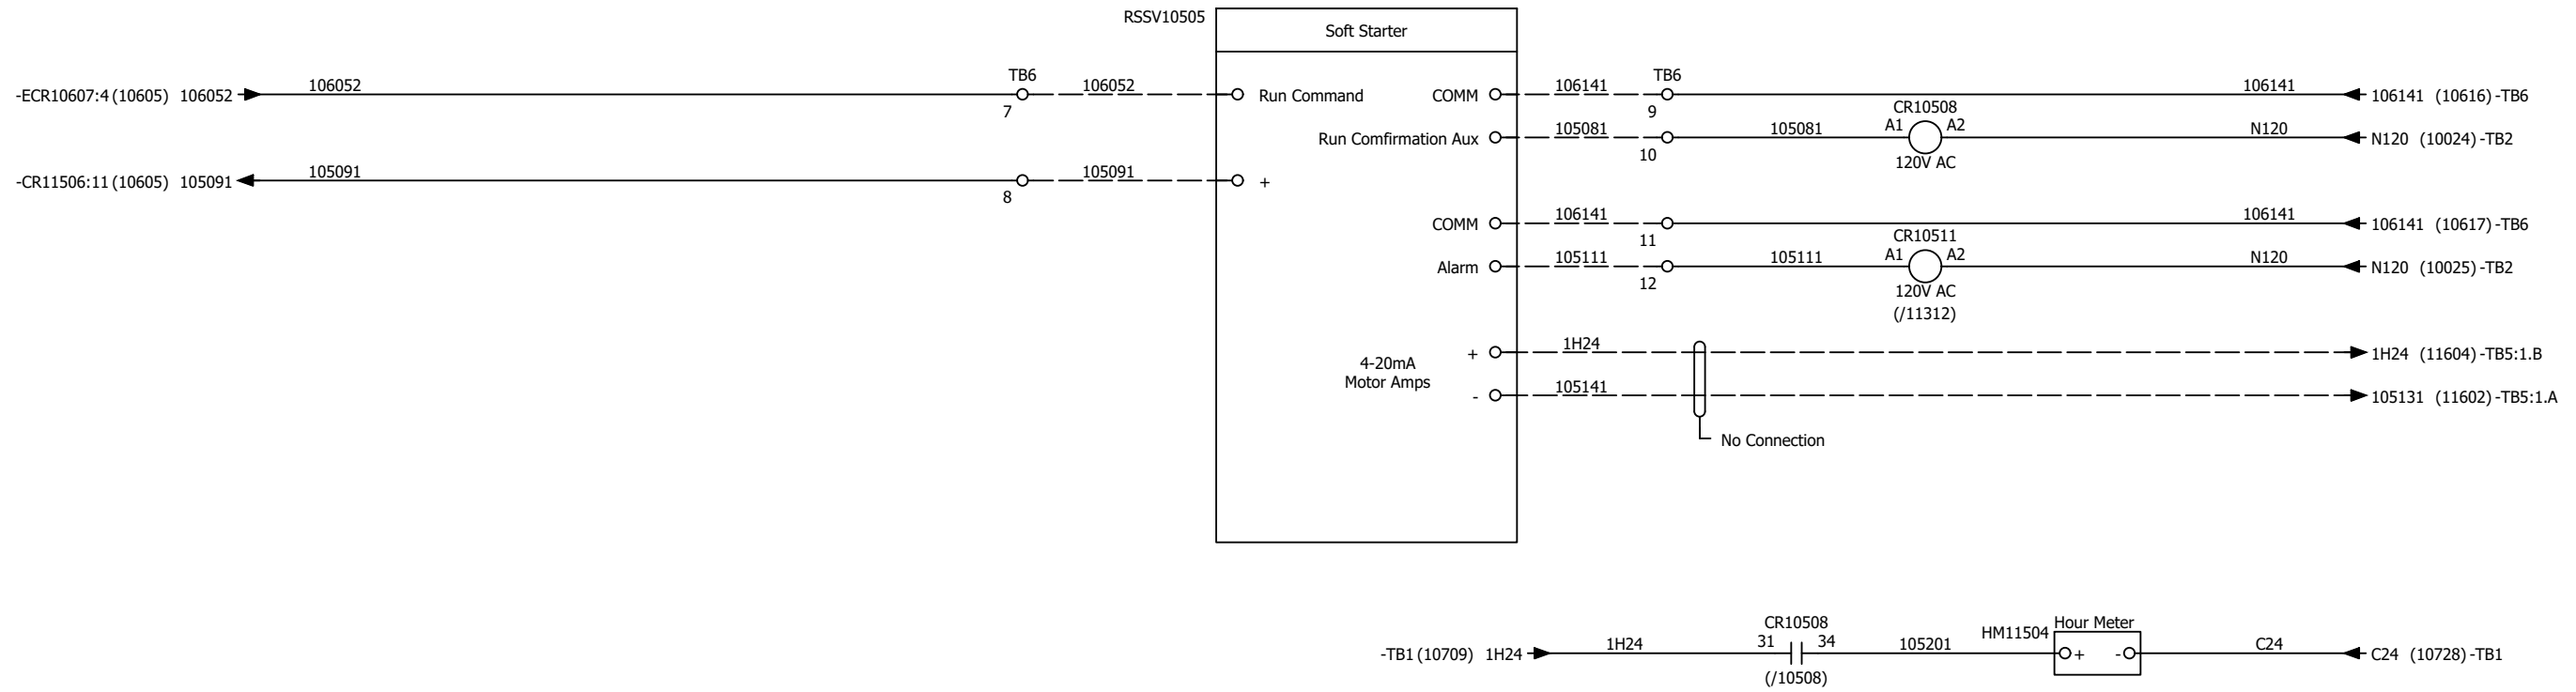 RSSV10505
Soft Starter
-ECR10607:4 (10605) 106052
106052
TB6
7
106052
Run Command
COMM
106141
TB6
9
106141
106141 (10616) -TB6
Run Comfirmation Aux
105081
10
105081
CR10508
A1
A2
120V AC
N120
N120 (10024) -TB2
-CR11506:11 (10605) 105091
105091
8
105091
+
COMM
106141
11
106141
106141 (10617) -TB6
Alarm
105111
12
105111
CR10511
A1
A2
120V AC
(/11312)
N120
N120 (10025) -TB2
4-20mA
Motor Amps
+
1H24
1H24 (11604) -TB5:1.B
-
105141
105131 (11602) -TB5:1.A
No Connection
-TB1 (10709) 1H24
1H24
CR10508
31
34
(/10508)
105201
HM11504
Hour Meter
+
-
C24
C24 (10728) -TB1